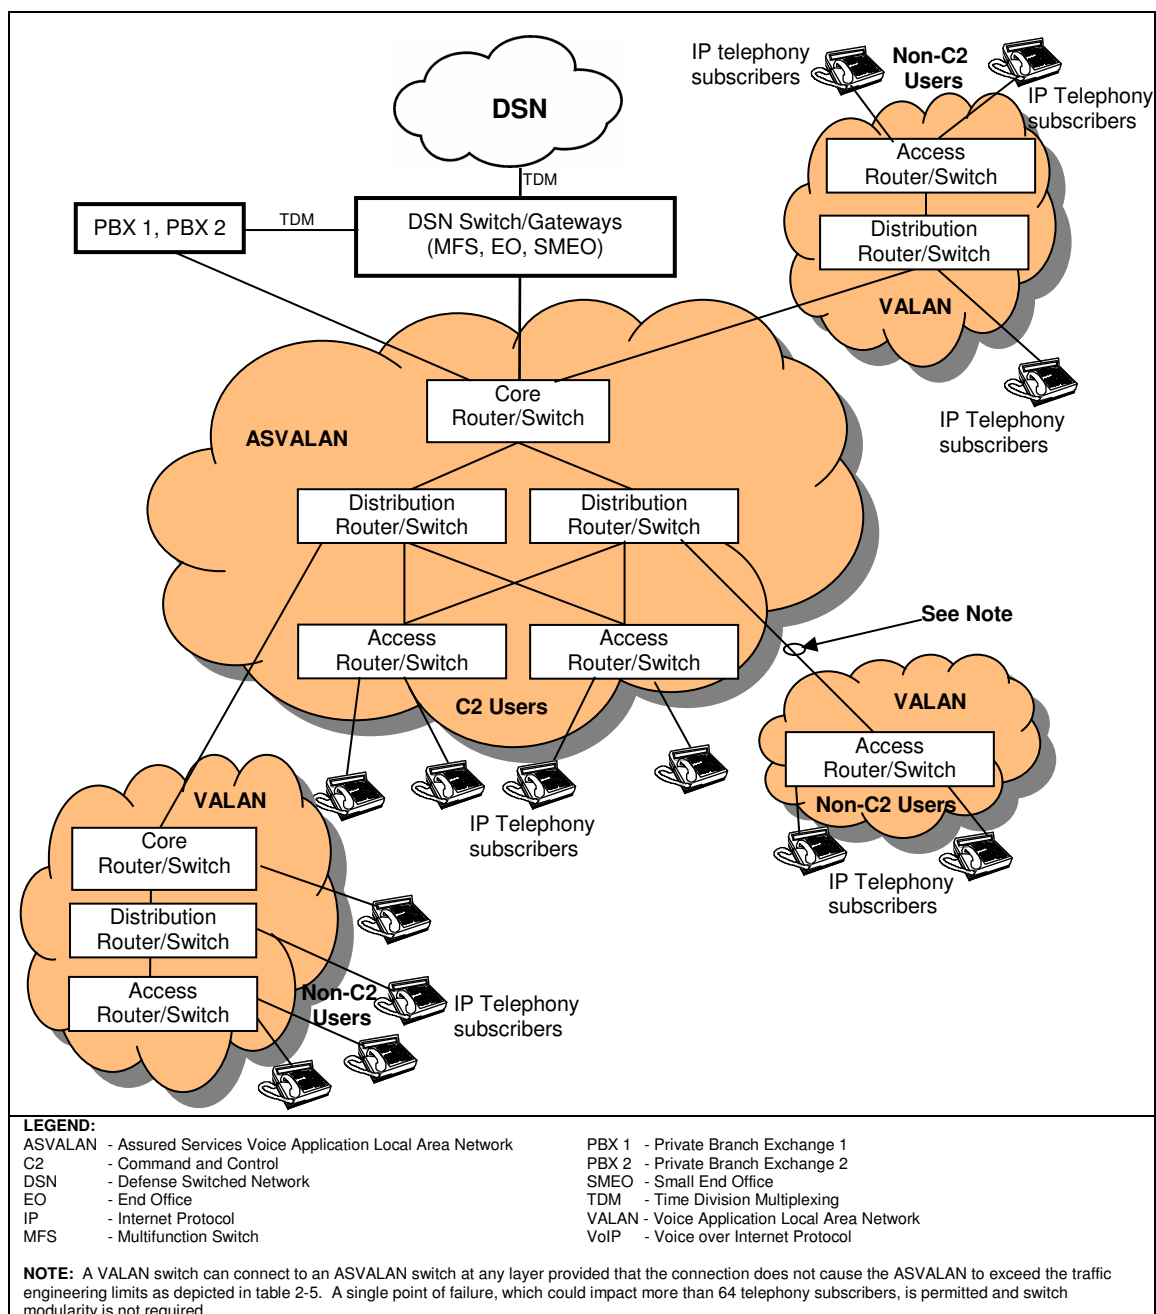 IP telephony
subscribers
Non-C2
Users
IP Telephony
subscribers
DSN
TDM
Access
Router/Switch
PBX 1, PBX 2
TDM
DSN Switch/Gateways
(MFS, EO, SMEO)
Distribution
Router/Switch
VALAN
IP Telephony
subscribers
Core
Router/Switch
ASVALAN
Distribution
Router/Switch
Distribution
Router/Switch
See Note
Access
Router/Switch
Access
Router/Switch
C2 Users
VALAN
Access
Router/Switch
Non-C2 Users
IP Telephony
subscribers
IP Telephony
subscribers
VALAN
Core
Router/Switch
Distribution
Router/Switch
Access
Router/Switch
Non-C2
Users
IP Telephony
subscribers
LEGEND:
ASVALAN - Assured Services Voice Application Local Area Network
C2 - Command and Control
DSN - Defense Switched Network
EO - End Office
IP - Internet Protocol
MFS - Multifunction Switch
PBX 1 - Private Branch Exchange 1
PBX 2 - Private Branch Exchange 2
SMEO - Small End Office
TDM - Time Division Multiplexing
VALAN - Voice Application Local Area Network
VoIP - Voice over Internet Protocol
NOTE: A VALAN switch can connect to an ASVALAN switch at any layer provided that the connection does not cause the ASVALAN to exceed the traffic
engineering limits as depicted in table 2-5. A single point of failure, which could impact more than 64 telephony subscribers, is permitted and switch
modularity is not required